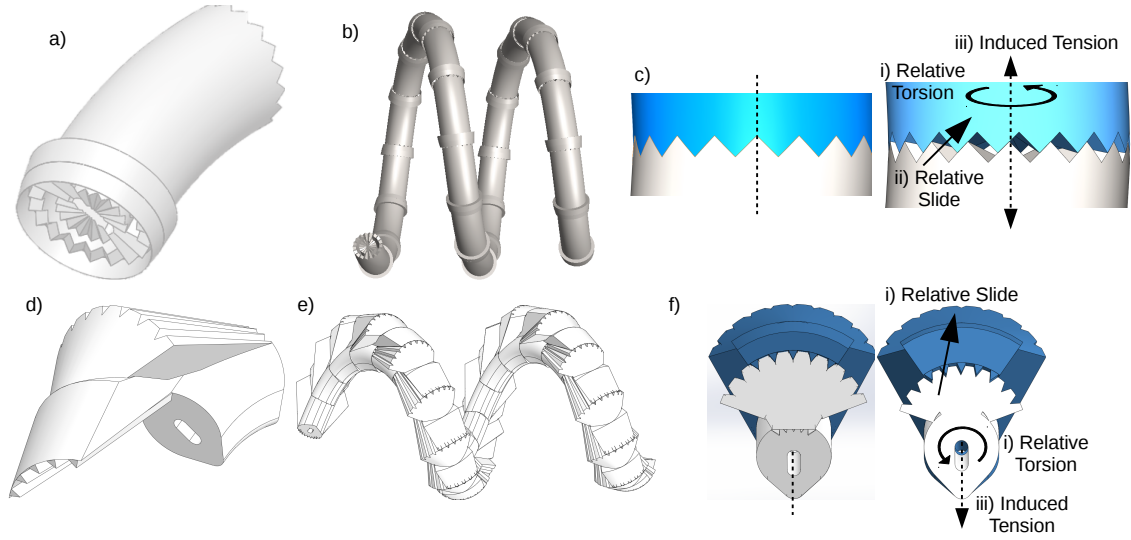 a)
b)
c)
iii) Induced Tension
i) Relative
Torsion
ii) Relative
Slide
d)
e)
f)
i) Relative Slide
i) Relative
Torsion
iii) Induced
Tension